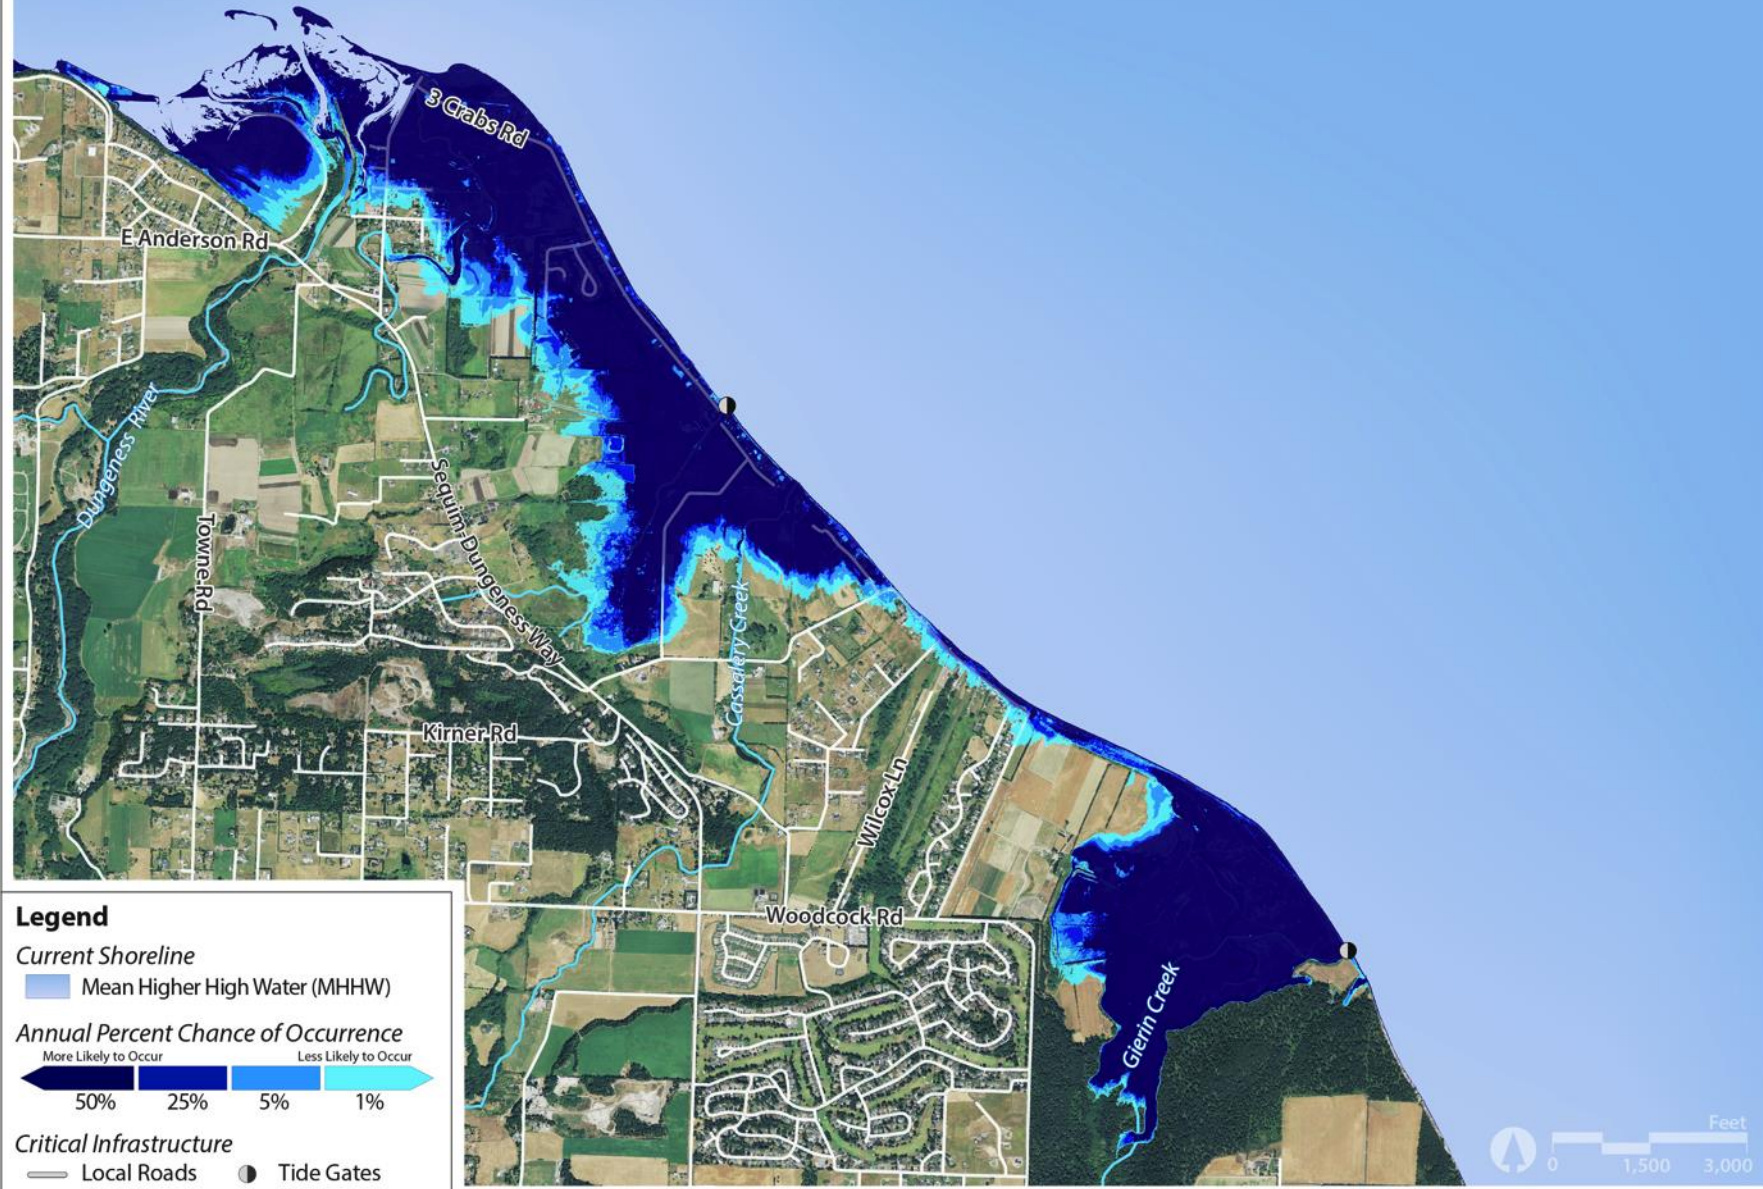 3 Crabs Rd
E Anderson Rd
Dungeness River
Towne Rd
Sequim-Dungeness Way
Cassalery Creek
Kirner Rd
Wilcox Ln
Woodcock Rd
Gierin Creek
Legend
Current Shoreline
Mean Higher High Water (MHHW)
Annual Percent Chance of Occurrence
More Likely to Occur Less Likely to Occur
50% 25% 5% 1%
Critical Infrastructure
Local Roads Tide Gates
Feet
0 1,500 3,000